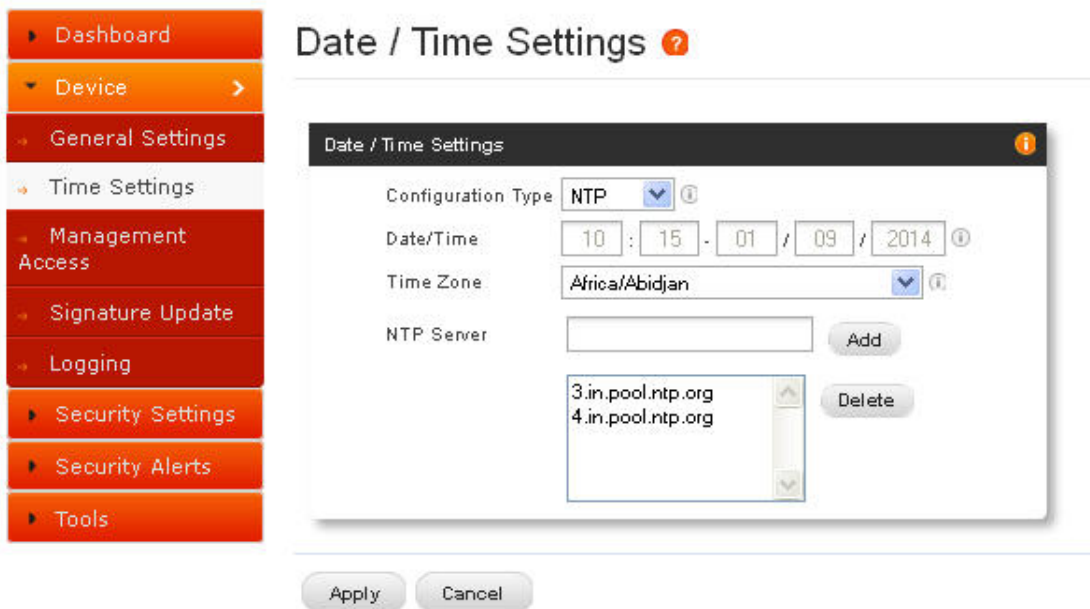 Dashboard
Device
General Settings
Time Settings
Management
Access
Signature Update
Logging
Security Settings
Security Alerts
Tools
Date / Time Settings ?
Date / Time Settings i
Configuration Type NTP i
Date/Time 10 : 15 - 01 / 09 / 2014 i
Time Zone Africa/Abidjan i
NTP Server Add
3.in.pool.ntp.org Delete
4.in.pool.ntp.org
Apply Cancel